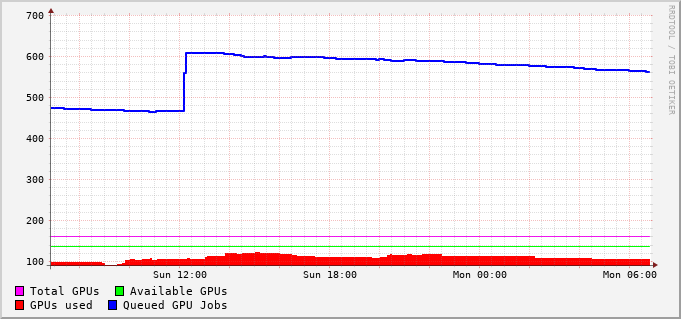 700
600
500
400
300
200
100
Sun 12:00 Sun 18:00 Mon 00:00 Mon 06:00
Total GPUs Available GPUs
GPUs used Queued GPU Jobs
RRDTOOL / TOBI OETIKER